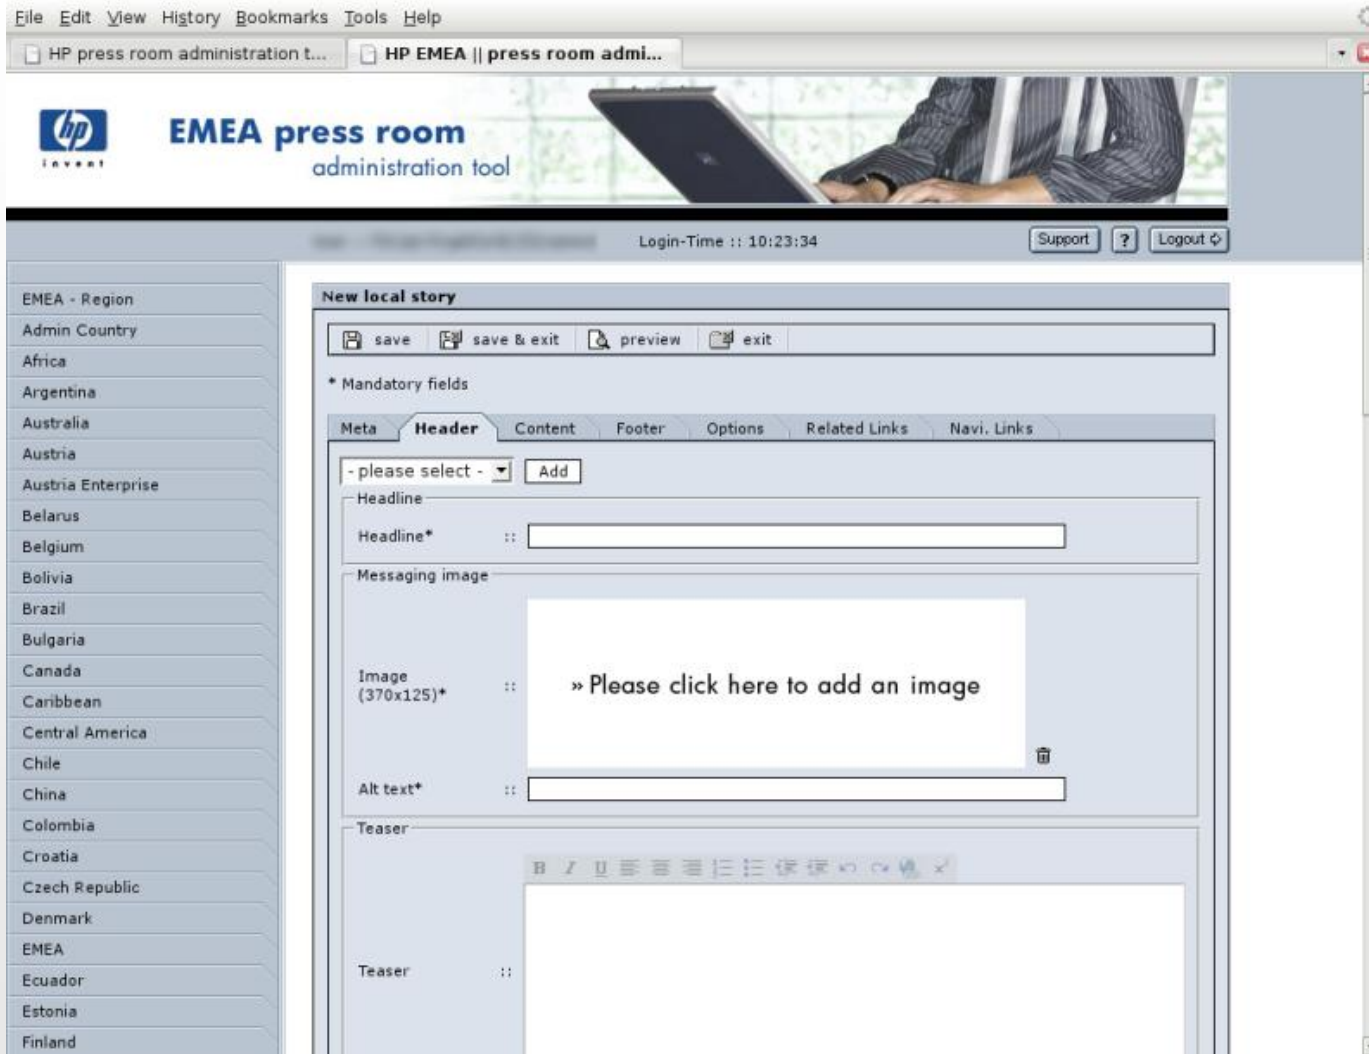 File Edit View History Bookmarks Tools Help
HP press room administration t... HP EMEA || press room admi...
hp
invent
EMEA press room
administration tool
Login-Time :: 10:23:34 Support ? Logout
EMEA - Region
Admin Country
Africa
Argentina
Australia
Austria
Austria Enterprise
Belarus
Belgium
Bolivia
Brazil
Bulgaria
Canada
Caribbean
Central America
Chile
China
Colombia
Croatia
Czech Republic
Denmark
EMEA
Ecuador
Estonia
Finland
New local story
save save & exit preview exit
* Mandatory fields
Meta Header Content Footer Options Related Links Navi. Links
- please select - Add
Headline
Headline* ::
Messaging image
Image
(370x125)* :: » Please click here to add an image
Alt text* ::
Teaser
B I U x²
Teaser ::